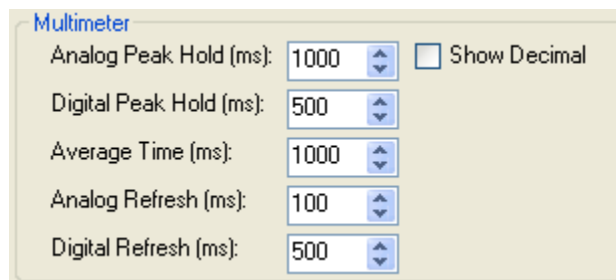 Multimeter
Analog Peak Hold (ms): 1000 Show Decimal
Digital Peak Hold (ms): 500
Average Time (ms): 1000
Analog Refresh (ms): 100
Digital Refresh (ms): 500